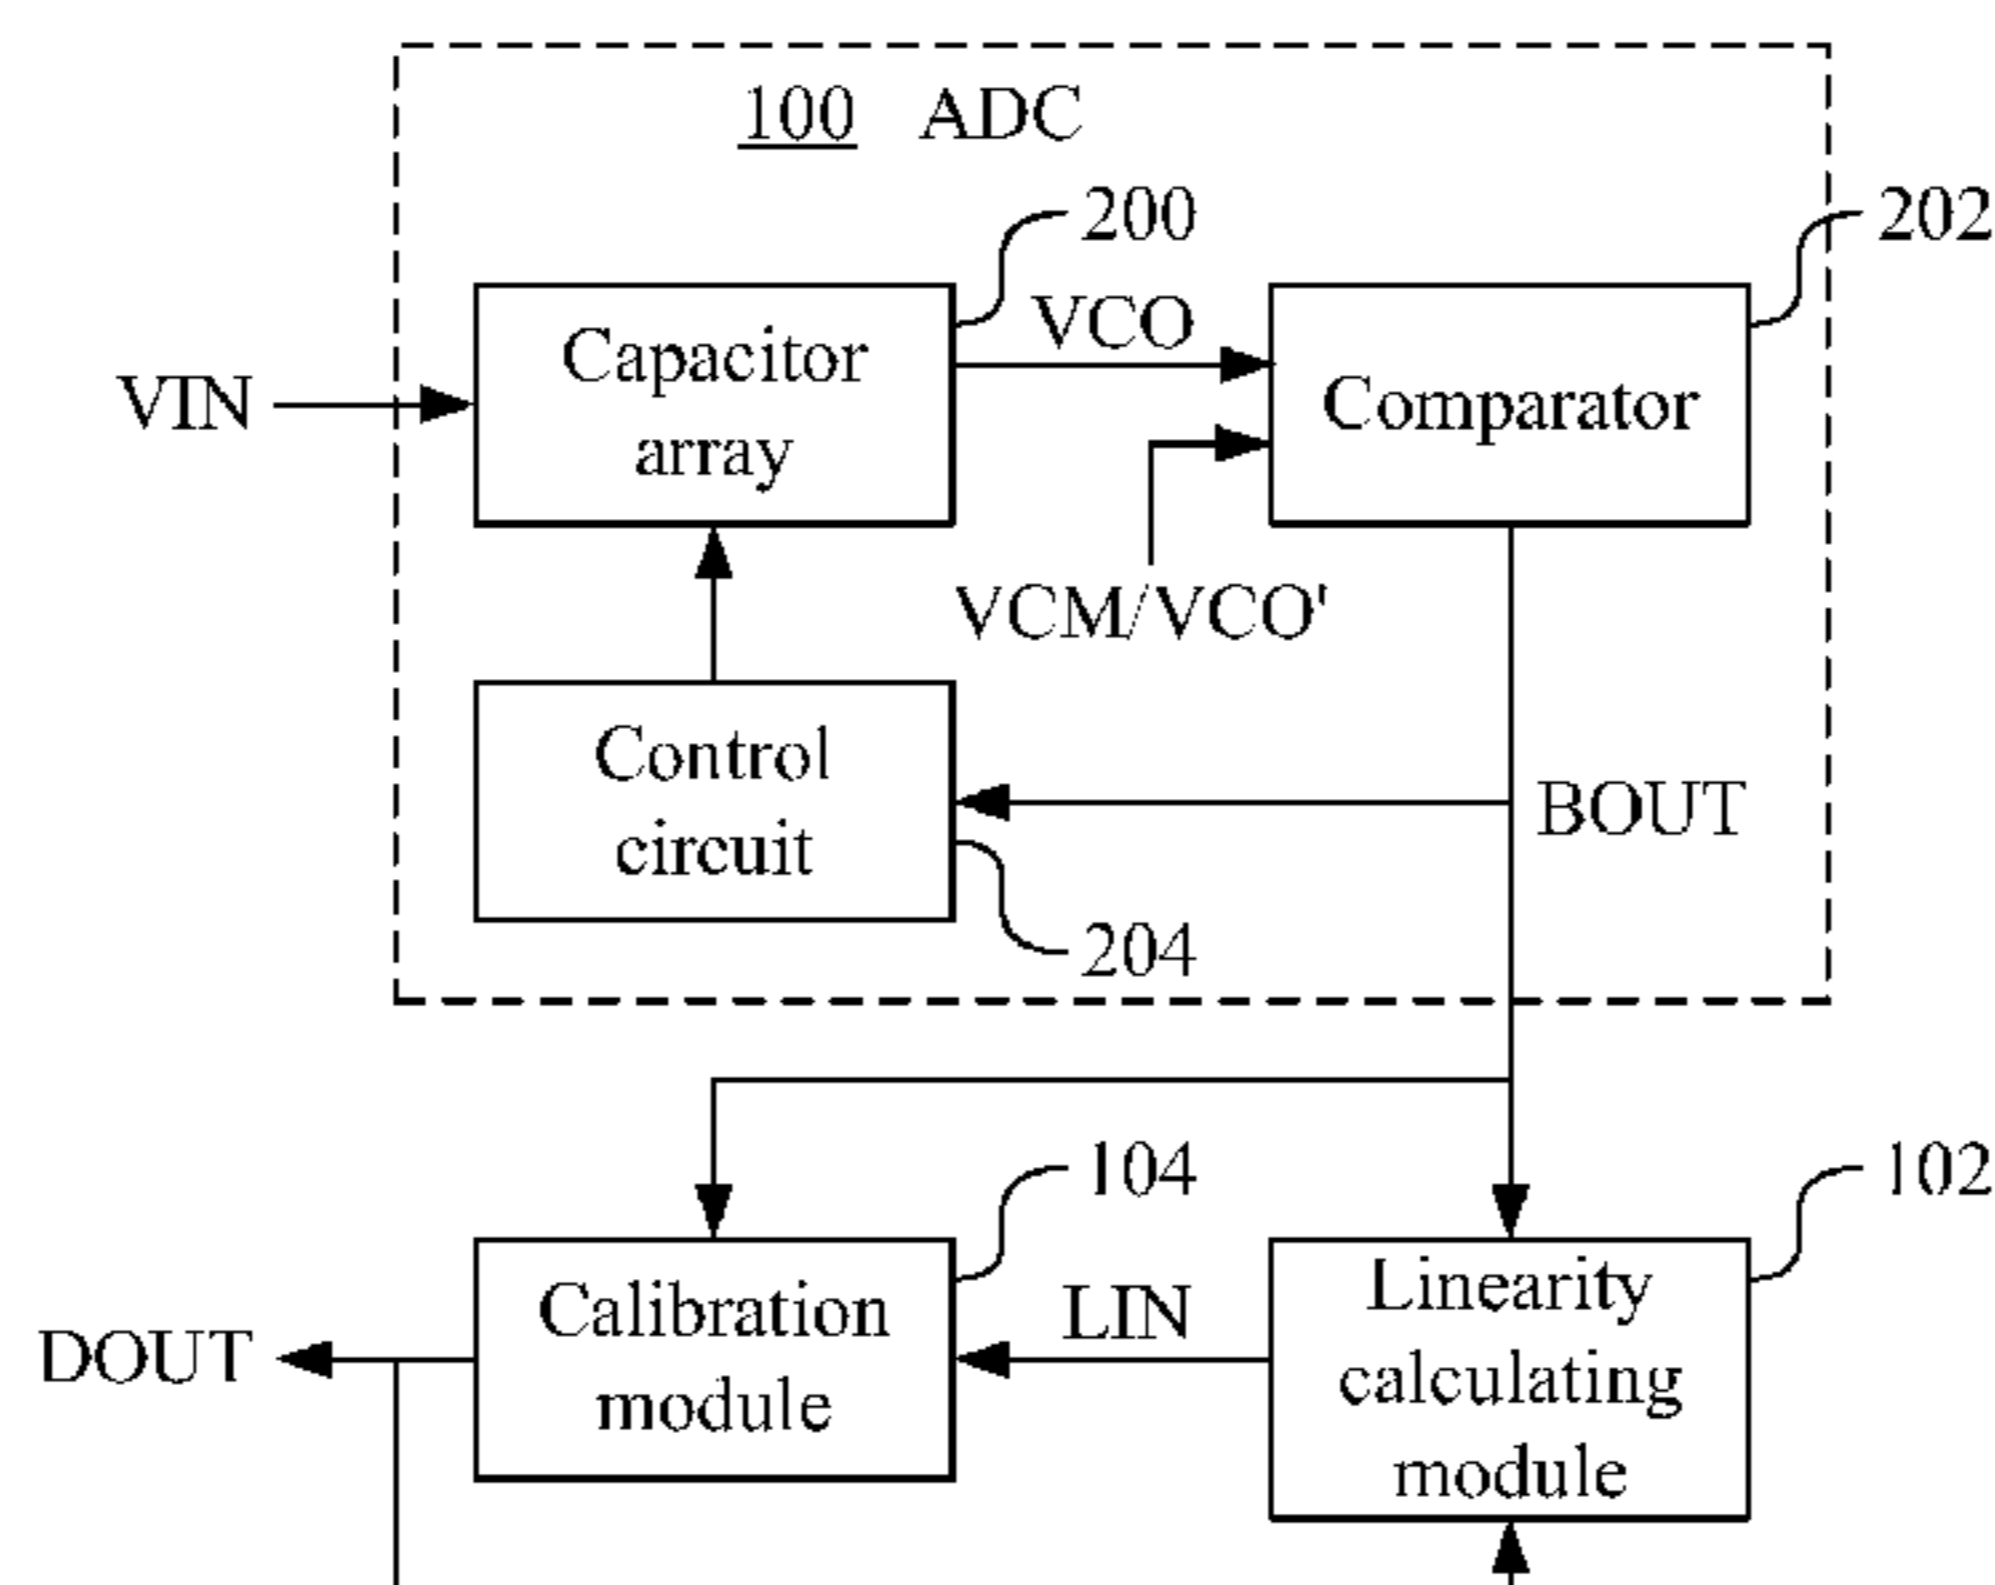 100 ADC
200
202
VCO
Capacitor
array
VIN
Comparator
VCM/VCO'
Control
circuit
BOUT
204
104
102
Calibration
module
LIN
Linearity
calculating
module
DOUT